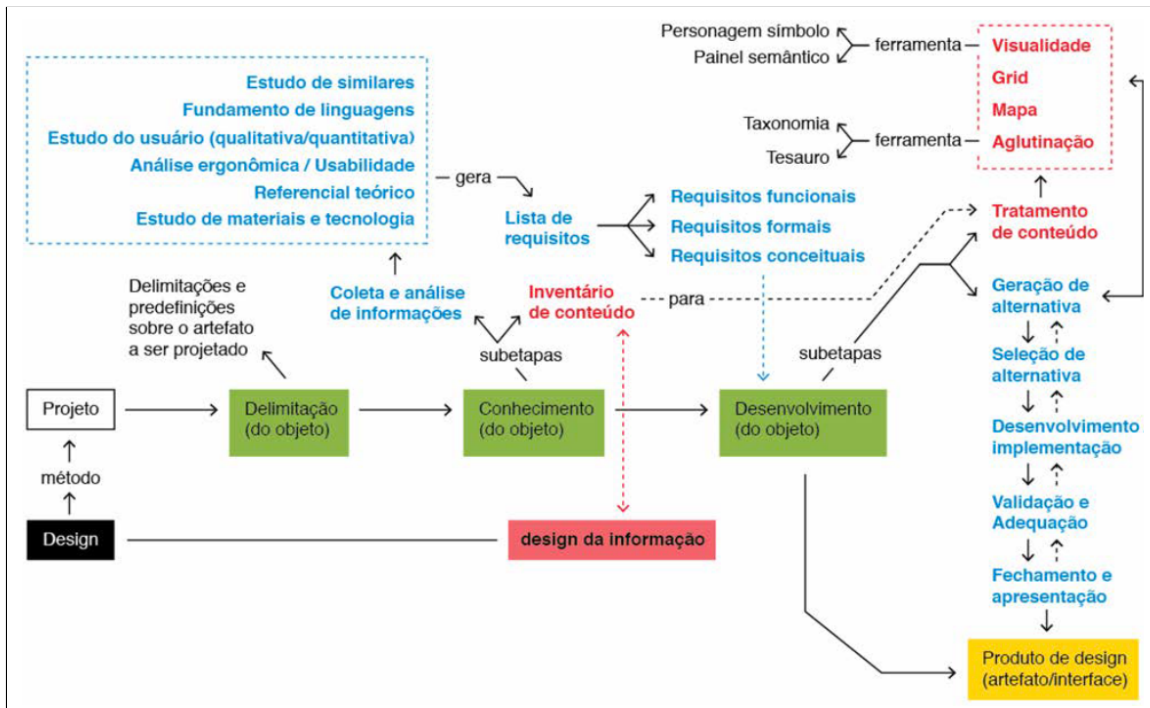 Estudo de similares
Fundamento de linguagens
Estudo do usuário (qualitativa/quantitativa)
Análise ergonômica / Usabilidade
Referencial teórico
Estudo de materiais e tecnologia
gera
Lista de
requisitos
Requisitos funcionais
Requisitos formais
Requisitos conceituais
Personagem símbolo
Painel semântico
ferramenta
Visualidade
Grid
Mapa
Aglutinação
Taxonomia
Tesauro
ferramenta
Tratamento
de conteúdo
Delimitações e
predefinições
sobre o artefato
a ser projetado
Coleta e análise
de informações
Inventário
de conteúdo
para
subetapas
subetapas
Geração de
alternativa
Seleção de
alternativa
Desenvolvimento
implementação
Validação e
Adequação
Fechamento e
apresentação
Projeto
Delimitação
(do objeto)
Conhecimento
(do objeto)
Desenvolvimento
(do objeto)
método
Design
design da informação
Produto de design
(artefato/interface)